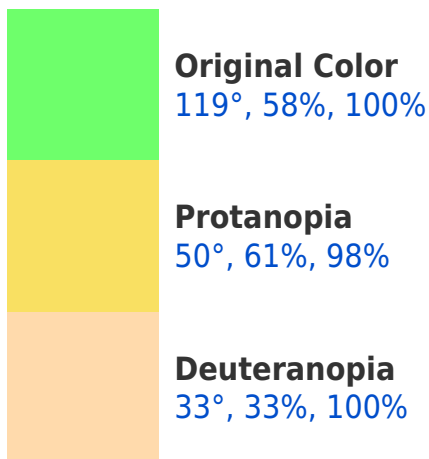 Original Color
119°, 58%, 100%
Protanopia
50°, 61%, 98%
Deuteranopia
33°, 33%, 100%